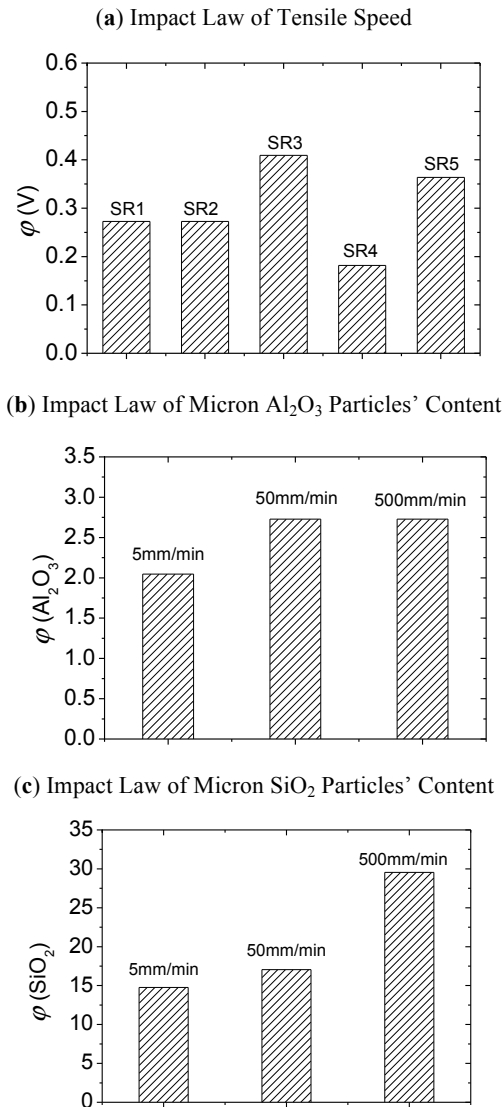 (a) Impact Law of Tensile Speed
0.6
0.5
0.4
0.3
0.2
0.1
0.0
φ (V)
SR1
SR2
SR3
SR4
SR5
(b) Impact Law of Micron Al₂O₃ Particles’ Content
3.5
3.0
2.5
2.0
1.5
1.0
0.5
0.0
φ (Al₂O₃)
5mm/min
50mm/min
500mm/min
(c) Impact Law of Micron SiO₂ Particles’ Content
35
30
25
20
15
10
5
0
φ (SiO₂)
5mm/min
50mm/min
500mm/min